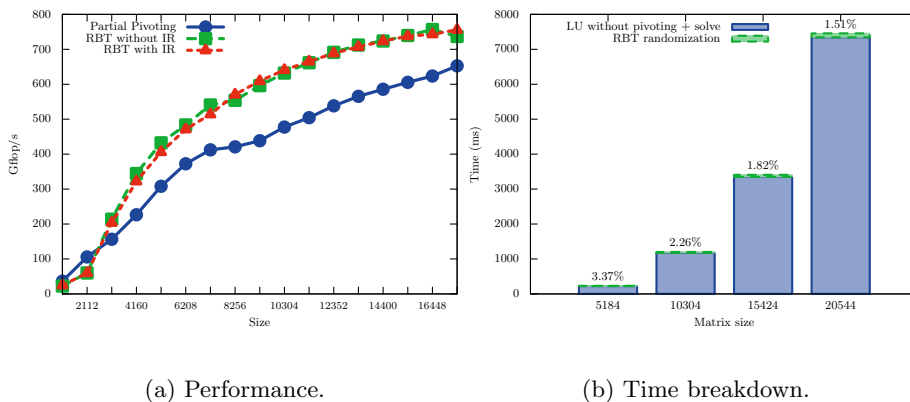 800
700
600
500
400
300
200
100
0
Gflop/s
Partial Pivoting
RBT without IR
RBT with IR
2112 4160 6208 8256 10304 12352 14400 16448
Size
(a) Performance.
8000
7000
6000
5000
4000
3000
2000
1000
0
Time (ms)
LU without pivoting + solve
RBT randomization
3.37%
2.26%
1.82%
1.51%
5184 10304 15424 20544
Matrix size
(b) Time breakdown.